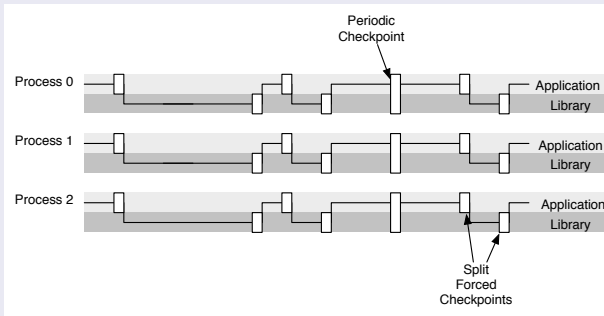 Periodic
Checkpoint
Process 0
Application
Library
Process 1
Application
Library
Process 2
Application
Library
Split
Forced
Checkpoints